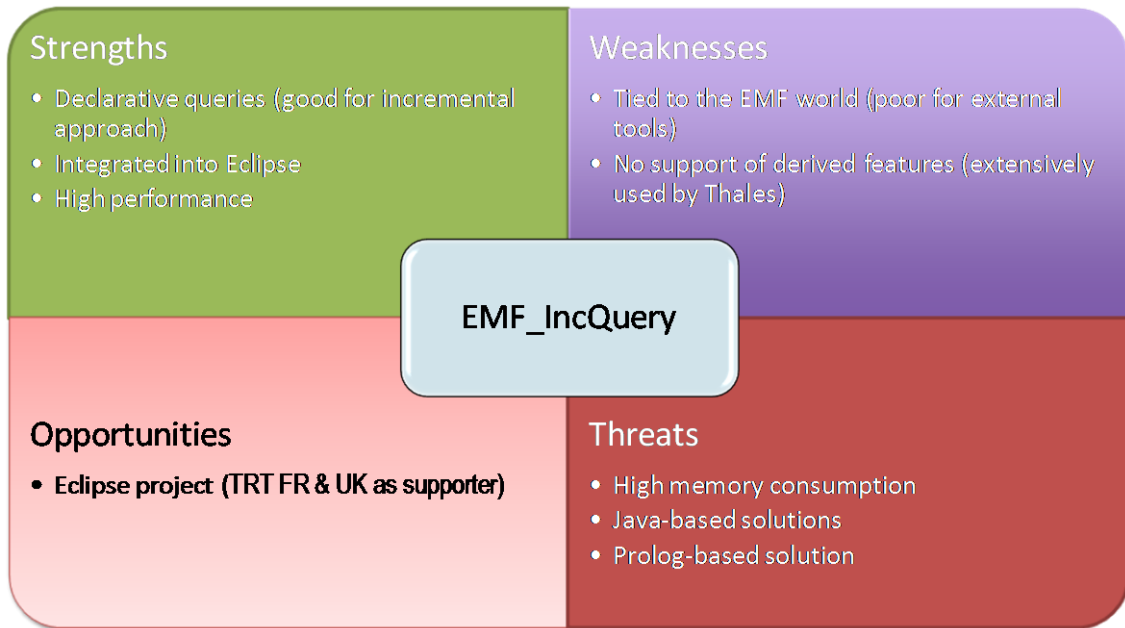 Strengths
• Declarative queries (good for incremental
approach)
• Integrated into Eclipse
• High performance
Weaknesses
• Tied to the EMF world (poor for external
tools)
• No support of derived features (extensively
used by Thales)
EMF_IncQuery
Opportunities
• Eclipse project (TRT FR & UK as supporter)
Threats
• High memory consumption
• Java-based solutions
• Prolog-based solution